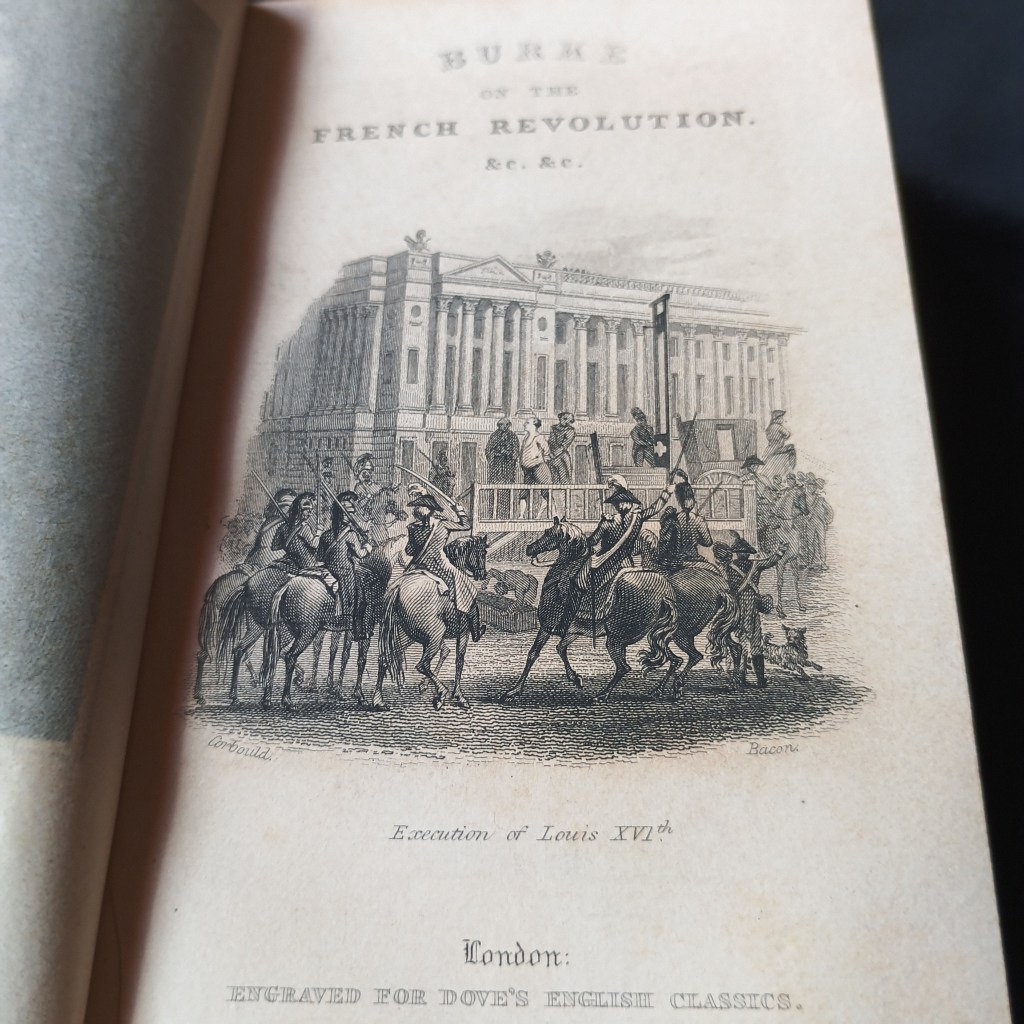 BURKE
ON THE
FRENCH REVOLUTION.
&c. &c.
Corbould.
Bacon.
Execution of Louis XVIth.
London:
ENGRAVED FOR DOVE'S ENGLISH CLASSICS.